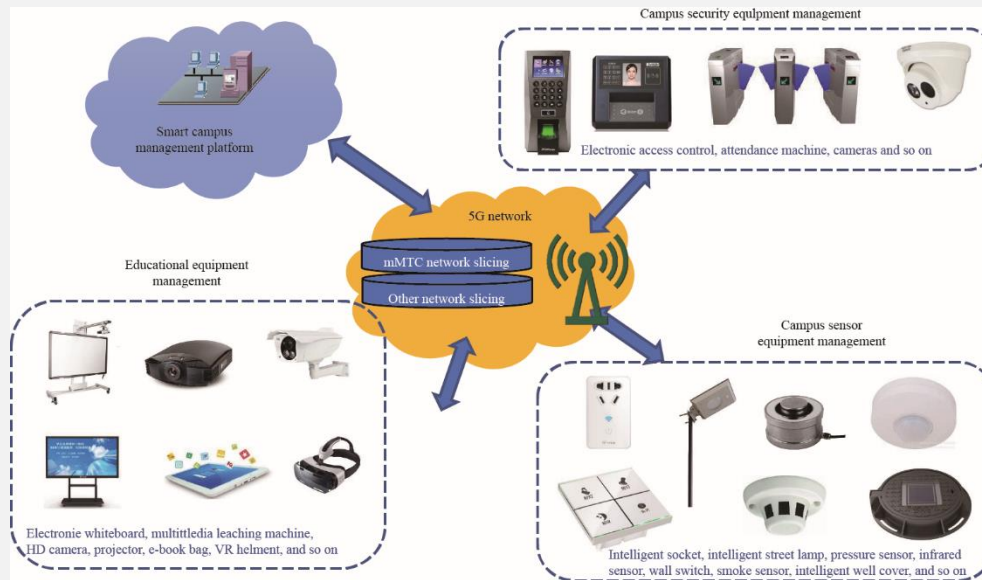 Campus security equlpment management
Electronic access control, attendance machine, cameras and so on
Smart campus
management platform
5G network
mMTC network slicing
Other network slicing
Educational equipment
management
Electronie whiteboard, multittledia leaching machine,
HD camera, projector, e-book bag, VR helment, and so on
Campus sensor
equipment management
Intelligent socket, intelligent street lamp, pressure sensor, infrared
sensor, wall switch, smoke sensor, intelligent well cover, and so on